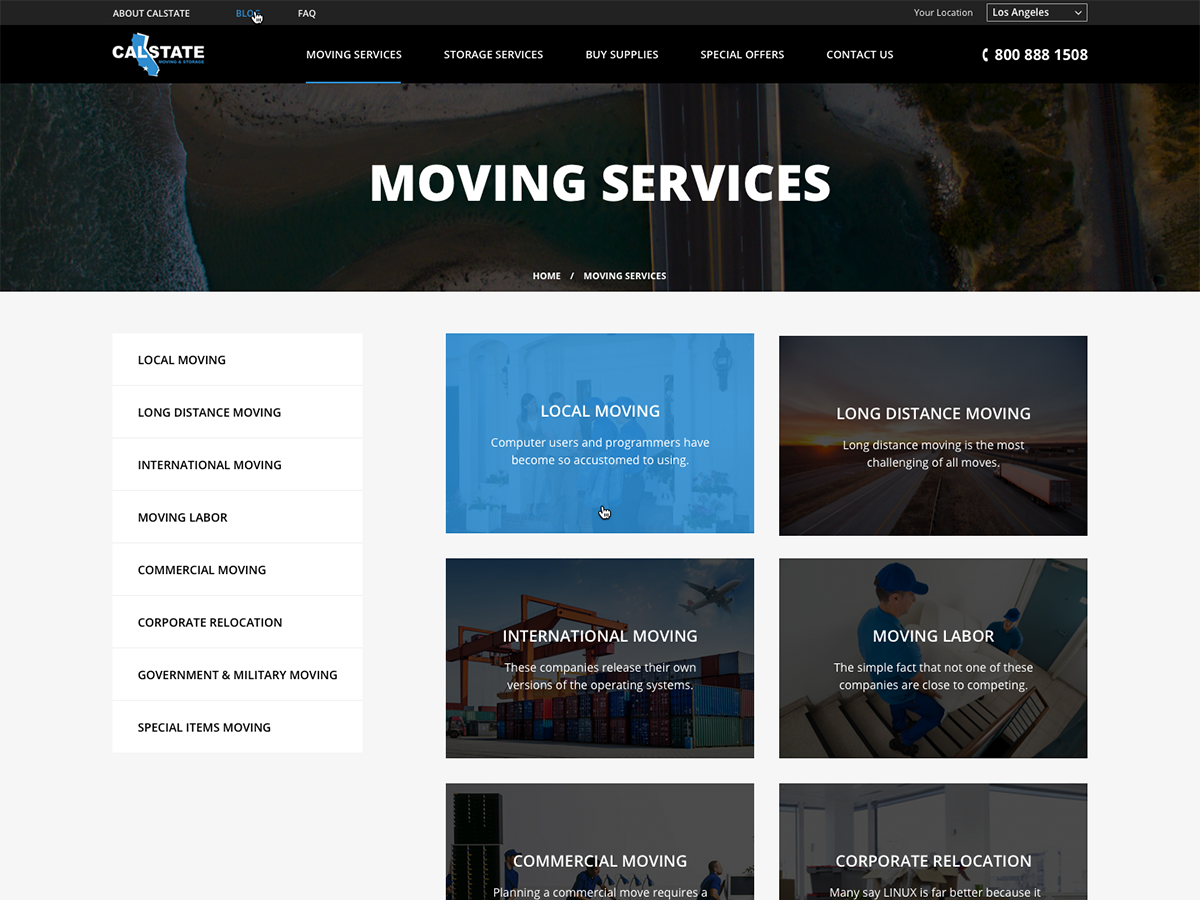 ABOUT CALSTATE
BLOG
FAQ
Your Location
Los Angeles
CALSTATE
MOVING & STORAGE
MOVING SERVICES
STORAGE SERVICES
BUY SUPPLIES
SPECIAL OFFERS
CONTACT US
800 888 1508
MOVING SERVICES
HOME / MOVING SERVICES
LOCAL MOVING
LONG DISTANCE MOVING
INTERNATIONAL MOVING
MOVING LABOR
COMMERCIAL MOVING
CORPORATE RELOCATION
GOVERNMENT & MILITARY MOVING
SPECIAL ITEMS MOVING
LOCAL MOVING
Computer users and programmers have
become so accustomed to using.
LONG DISTANCE MOVING
Long distance moving is the most
challenging of all moves.
INTERNATIONAL MOVING
These companies release their own
versions of the operating systems.
MOVING LABOR
The simple fact that not one of these
companies are close to competing.
COMMERCIAL MOVING
Planning a commercial move requires a
CORPORATE RELOCATION
Many say LINUX is far better because it